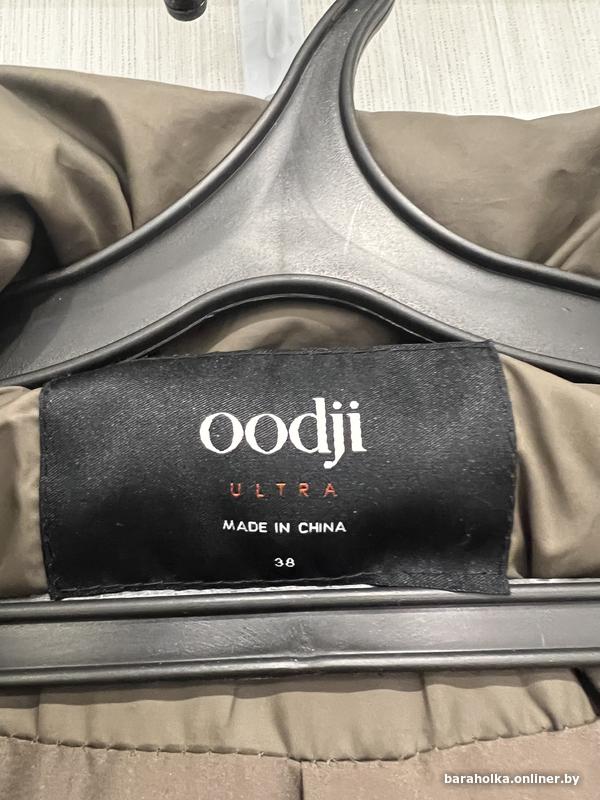 oodji
ULTRA
MADE IN CHINA
38
baraholka.onliner.by